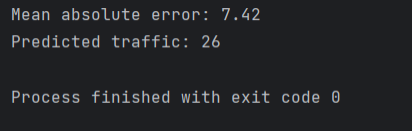 Mean absolute error: 7.42
Predicted traffic: 26
Process finished with exit code 0